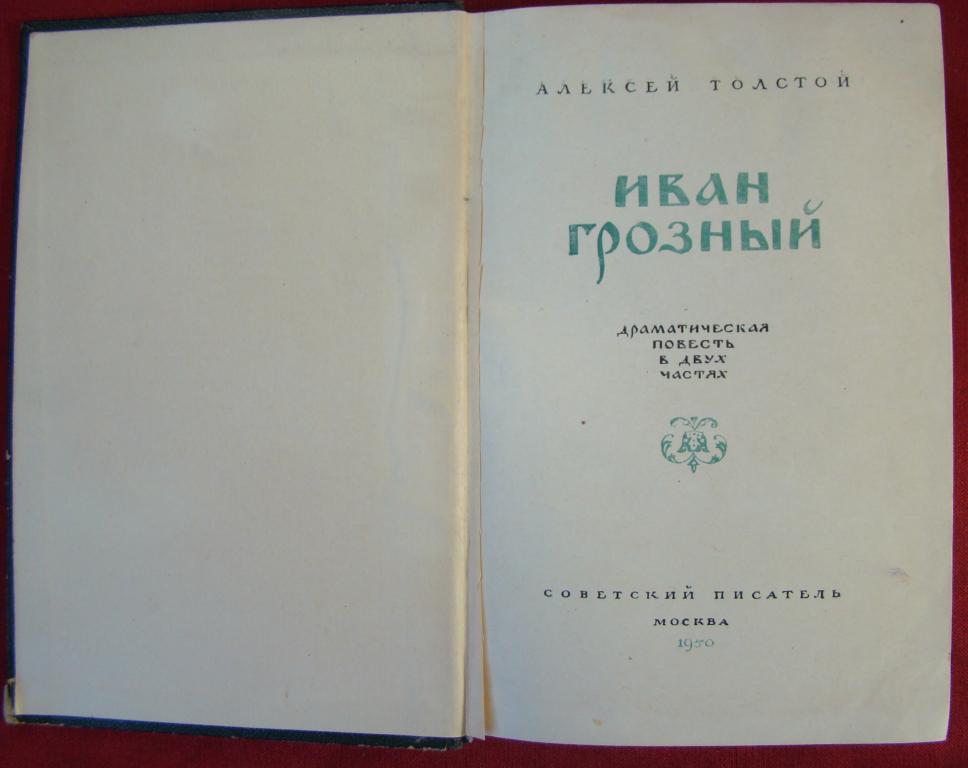 АЛЕКСЕЙ ТОЛСТОЙ
ИВАН
ГРОЗНЫЙ
ДРАМАТИЧЕСКАЯ
ПОВЕСТЬ
В ДВУХ
ЧАСТЯХ
СОВЕТСКИЙ ПИСАТЕЛЬ
МОСКВА
1950